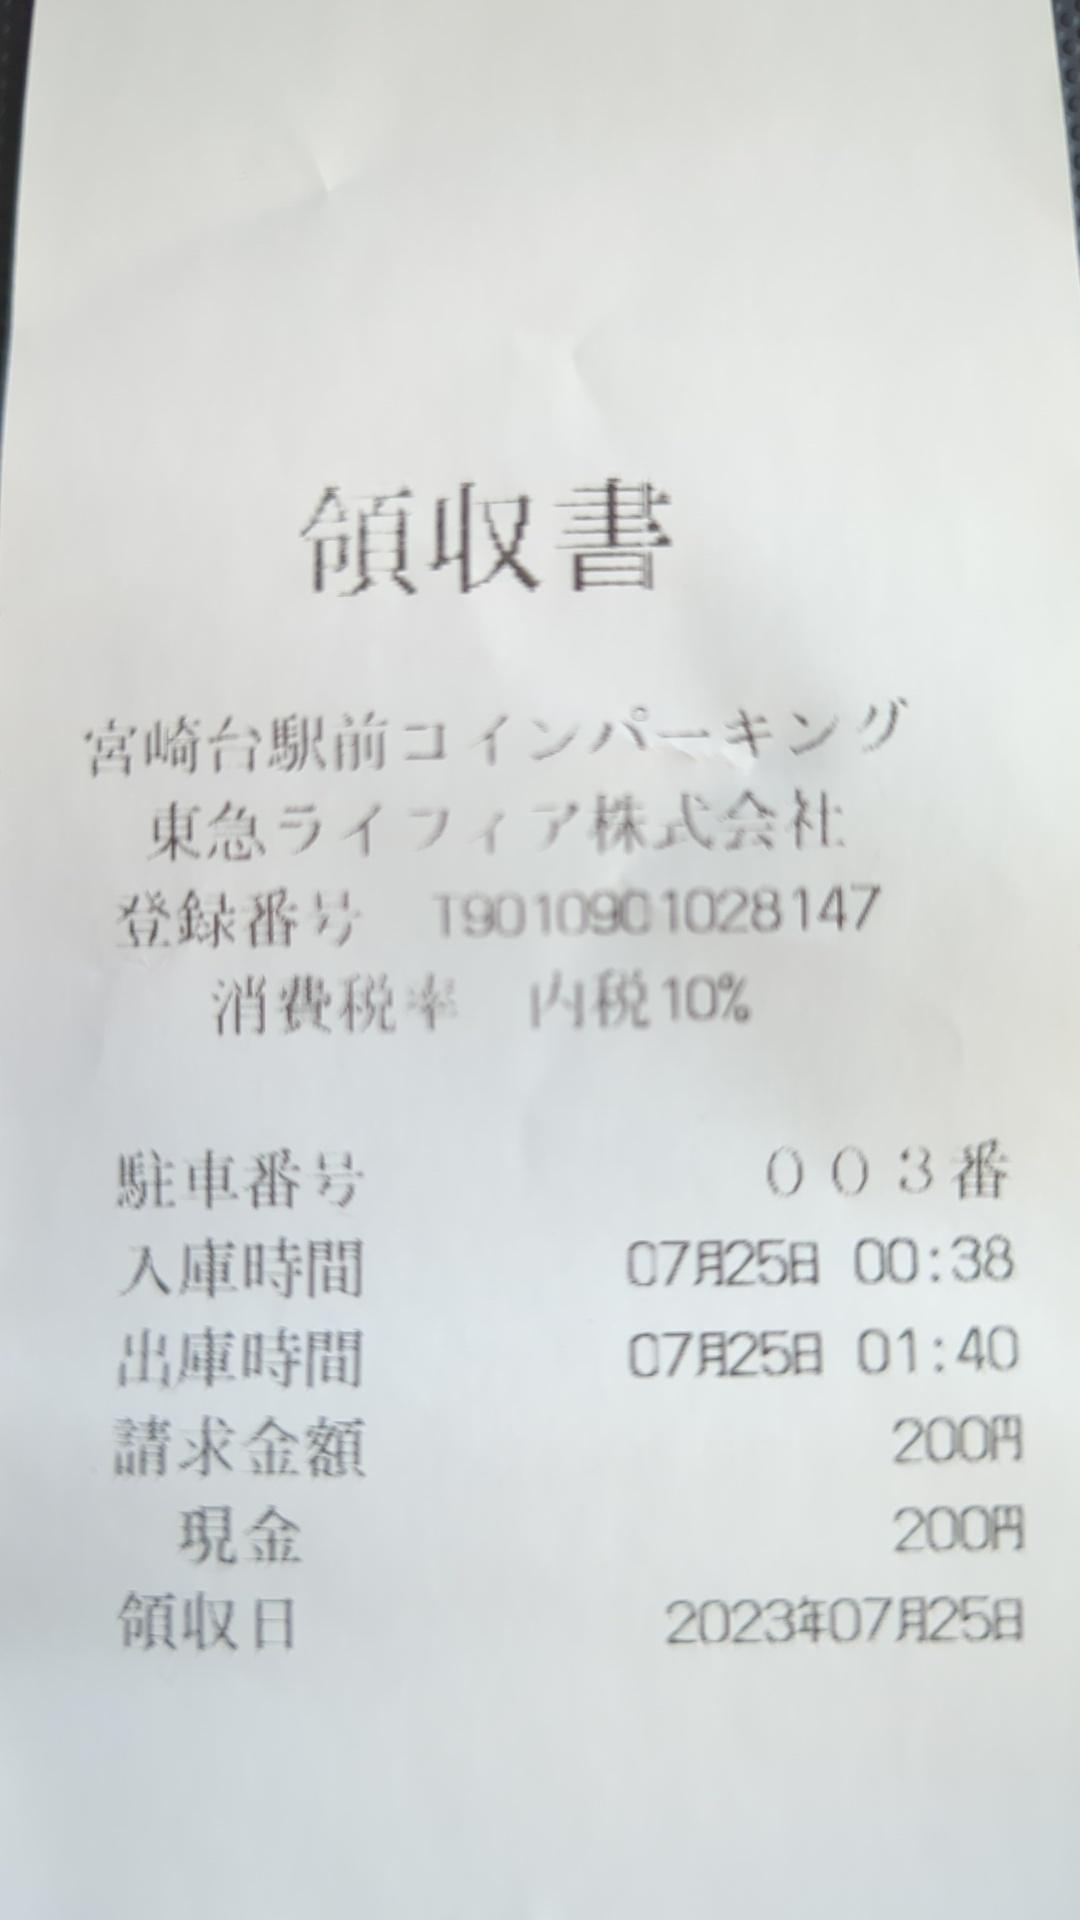 領収書
宮崎台駅前コインパーキング
東急ライフィア株式会社
登録番号　T9010901028147
消費税率　内税10%
駐車番号　００３番
入庫時間　07月25日 00:38
出庫時間　07月25日 01:40
請求金額　200円
現金　200円
領収日　2023年07月25日